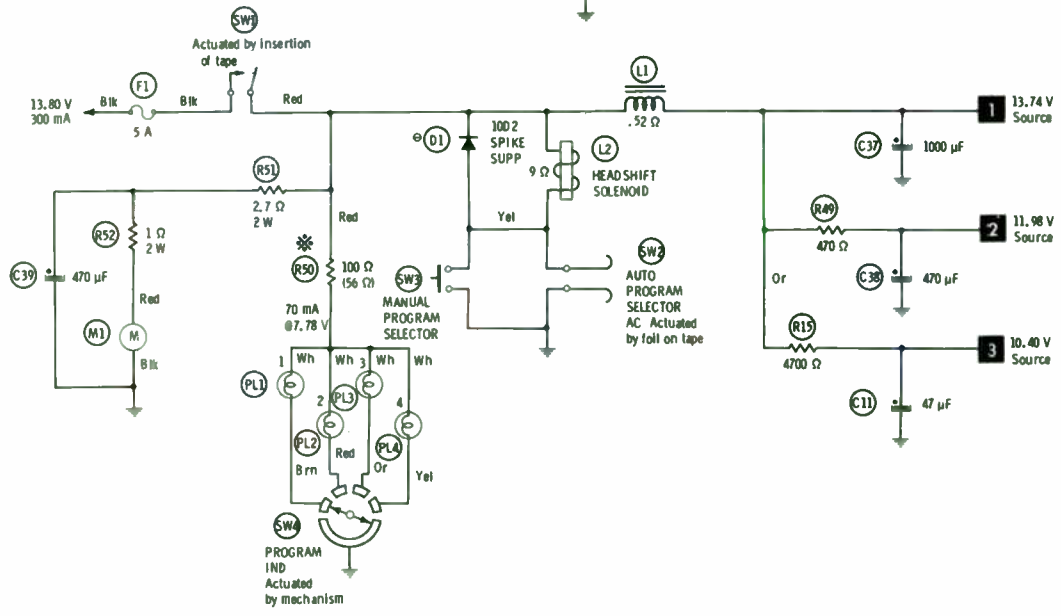 SW1
Actuated by insertion
of tape
F1
L1
13.80 V
300 mA
Blk
Blk
Red
5 A
.52 Ω
1
13.74 V
Source
D1
10D2
SPIKE
SUPP
L2
9 Ω
HEADSHIFT
SOLENOID
C37
1000 µF
R51
2.7 Ω
2 W
Red
Yel
R52
1 Ω
2 W
R49
470 Ω
2
11.98 V
Source
※
R50
100 Ω
(56 Ω)
SW3
MANUAL
PROGRAM
SELECTOR
SW2
AUTO
PROGRAM
SELECTOR
AC Actuated
by foil on tape
C39
470 µF
C38
470 µF
Or
Red
70 mA
@7.78 V
M1
M
Blk
R15
4700 Ω
3
10.40 V
Source
1
Wh
Wh
3
Wh
Wh
PL1
PL3
2
4
PL2
PL4
C11
47 µF
Brn
Red
Or
Yel
SW4
PROGRAM
IND
Actuated
by mechanism